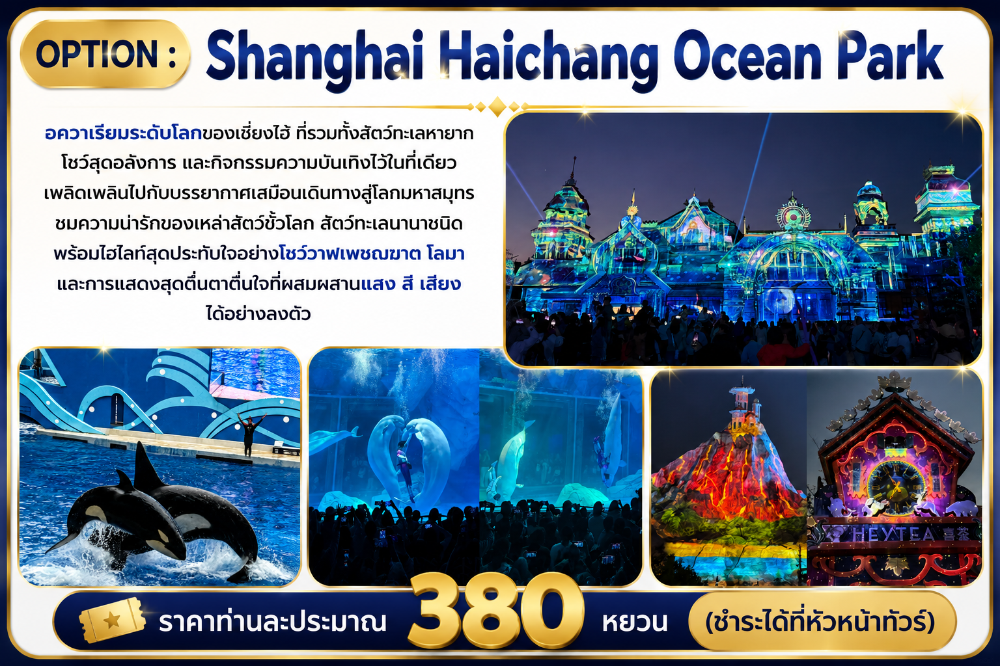 OPTION : Shanghai Haichang Ocean Park
อควาเรียมระดับโลกของเซี่ยงไฮ้ ที่รวมทั้งสัตว์ทะเลหายาก
โชว์สุดอลังการ และกิจกรรมความบันเทิงไว้ในที่เดียว
เพลิดเพลินไปกับบรรยากาศเสมือนเดินทางสู่โลกมหาสมุทร
ชมความน่ารักของเหล่าสัตว์ขั้วโลก สัตว์ทะเลนานาชนิด
พร้อมไฮไลท์สุดประทับใจอย่างโชว์วาฬเพชฌฆาต โลมา
และการแสดงสุดตื่นตาตื่นใจที่ผสมผสานแสง สี เสียง
ได้อย่างลงตัว
HEYTEA 喜茶
ราคาท่านละประมาณ 380 หยวน (ชำระได้ที่หัวหน้าทัวร์)